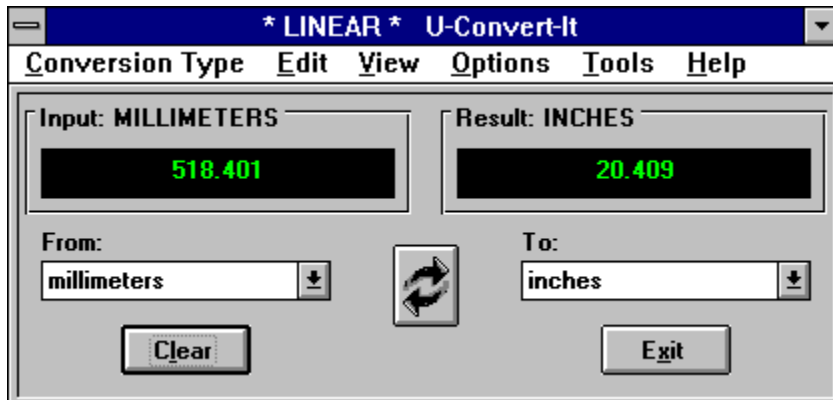 * LINEAR * U-Convert-It
Conversion Type Edit View Options Tools Help
Input: MILLIMETERS Result: INCHES
518.401 20.409
From: To:
millimeters inches
Clear Exit